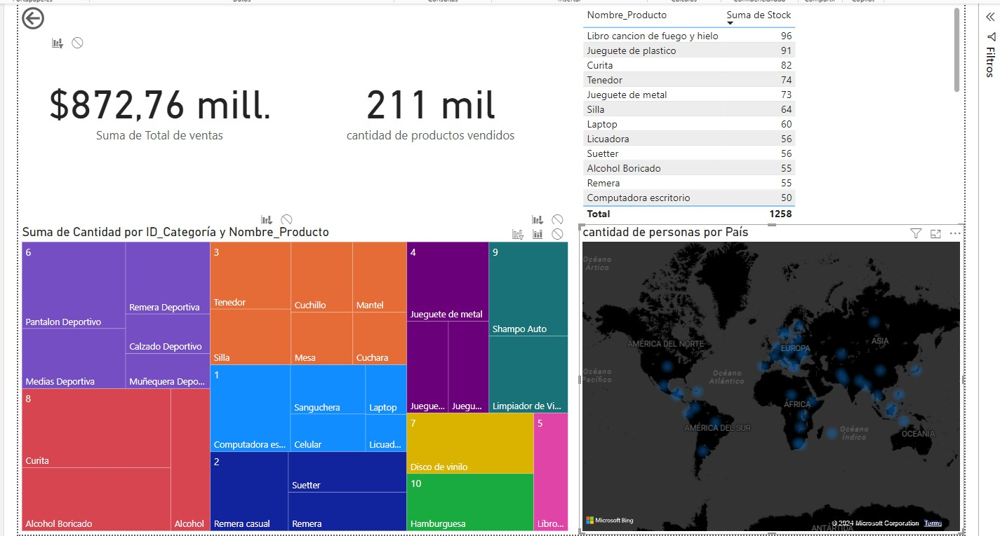 $872,76 mill.
Suma de Total de ventas
211 mil
cantidad de productos vendidos
Nombre_Producto Suma de Stock
Libro cancion de fuego y hielo 96
Jueguete de plastico 91
Curita 82
Tenedor 74
Jueguete de metal 73
Silla 64
Laptop 60
Licuadora 56
Suetter 56
Alcohol Boricado 55
Remera 55
Computadora escritorio 50
Total 1258
Filtros
Suma de Cantidad por ID_Categoría y Nombre_Producto
6
Pantalon Deportivo
Remera Deportiva
Calzado Deportivo
Medias Deportiva
Muñequera Depo...
8
Curita
Alcohol Boricado
Alcohol
3
Tenedor
Cuchillo
Mantel
Silla
Mesa
Cuchara
1
Computadora es...
Sanguchera
Laptop
Celular
Licuad...
2
Remera casual
Suetter
Remera
4
Jueguete de metal
Juegue...
Juegu...
9
Shampo Auto
Limpiador de Vi...
7
Disco de vinilo
5
Libro...
10
Hamburguesa
cantidad de personas por País
Océano
Ártico
AMÉRICA DEL NORTE
EUROPA
ASIA
Océano
Pacífico
Océano
Atlántico
ÁFRICA
AMÉRICA DEL SUR
Océano
Índico
OCEANÍA
ANTÁRTIDA
Microsoft Bing
© 2024 Microsoft Corporation Terms